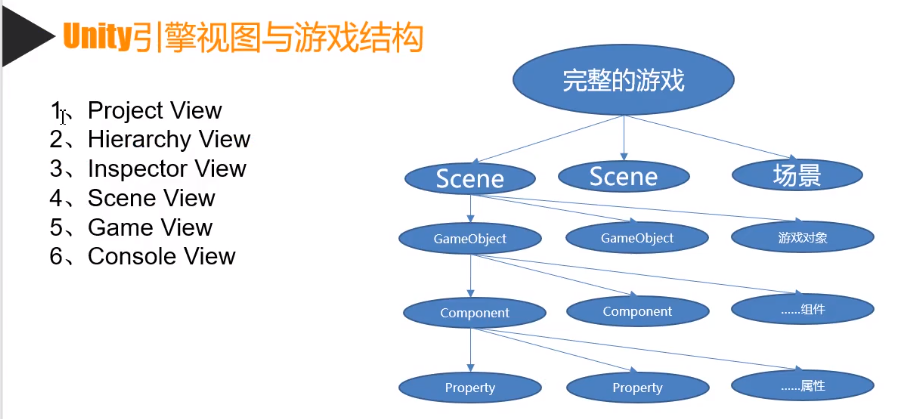 Unity引擎视图与游戏结构
1、Project View
2、Hierarchy View
3、Inspector View
4、Scene View
5、Game View
6、Console View
完整的游戏
Scene
Scene
场景
GameObject
GameObject
游戏对象
Component
Component
......组件
Property
Property
......属性